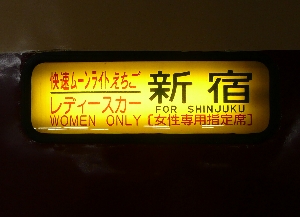 快速ムーンライトえちご
レディースカー
WOMEN ONLY
新宿
FOR SHINJUKU
[女性専用指定席]